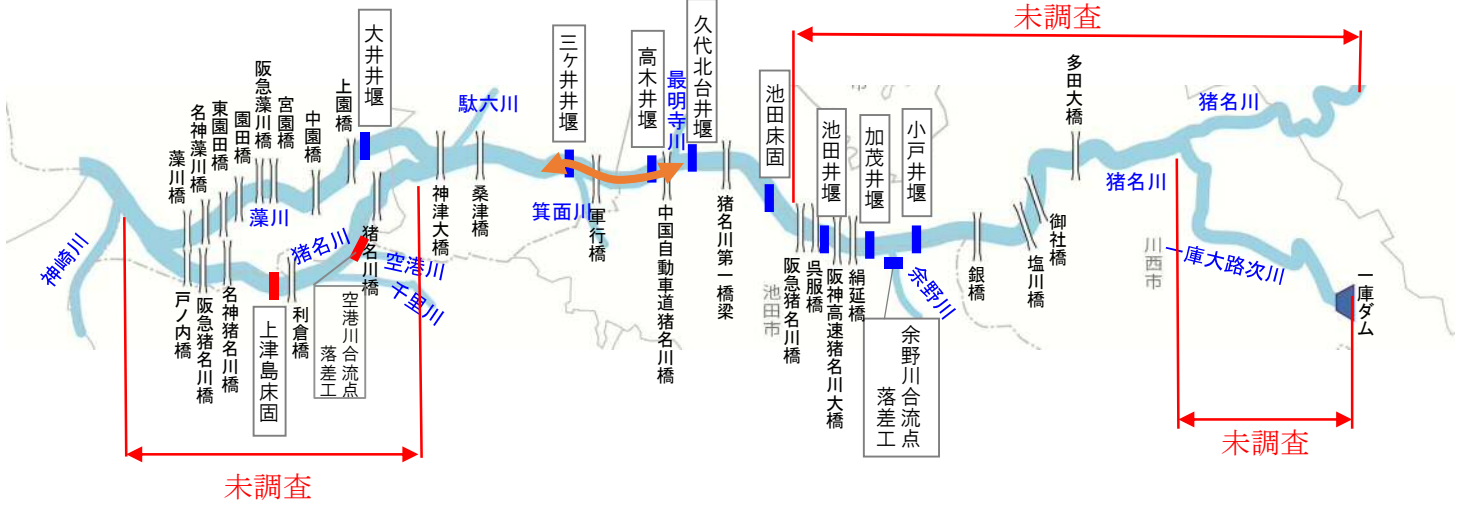 未調査
大井井堰
三ヶ井井堰
高木井堰
最明寺川
久代北台井堰
池田床固
池田井堰
加茂井堰
小戸井堰
多田大橋
猪名川
猪名川
一庫大路次川
一庫ダム
川西市
池田市
市
駄六川
上園橋
中園橋
宮園橋
阪急藻川橋
園田橋
東園田橋
名神藻川橋
藻川橋
藻川
神崎川
猪名川
猪名川橋
空港川
千里川
戸ノ内橋
阪急猪名川橋
名神猪名川橋
上津島床固
利倉橋
空港川合流点
落差工
神津大橋
桑津橋
箕面川
軍行橋
中国自動車道猪名川橋
猪名川第一橋梁
阪急猪名川橋
呉服橋
阪神高速猪名川大橋
絹延橋
余野川
余野川合流点
落差工
銀橋
塩川橋
御社橋
未調査
未調査